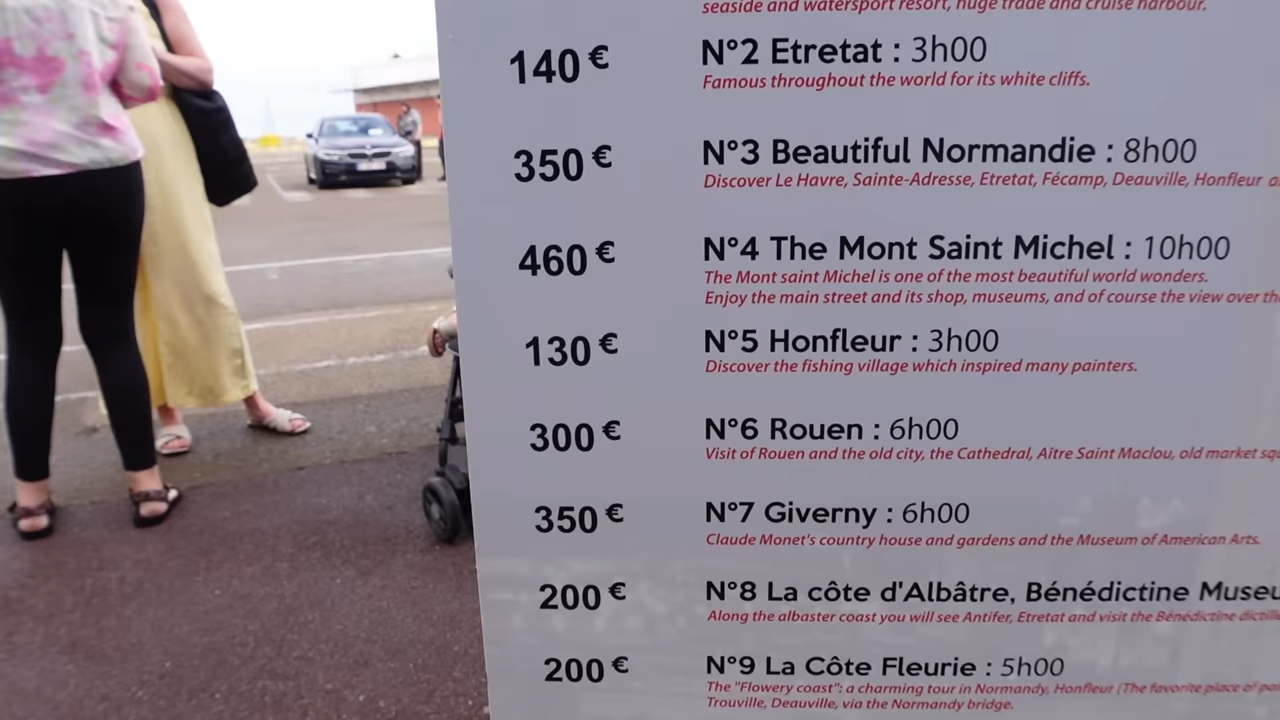 seaside and watersport resort, huge trade and cruise harbour.
140 € N°2 Etretat : 3h00
Famous throughout the world for its white cliffs.
350 € N°3 Beautiful Normandie : 8h00
Discover Le Havre, Sainte-Adresse, Etretat, Fécamp, Deauville, Honfleur
460 € N°4 The Mont Saint Michel : 10h00
The Mont saint Michel is one of the most beautiful world wonders.
Enjoy the main street and its shop, museums, and of course the view over
130 € N°5 Honfleur : 3h00
Discover the fishing village which inspired many painters.
300 € N°6 Rouen : 6h00
Visit of Rouen and the old city, the Cathedral, Aître Saint Maclou, old market
350 € N°7 Giverny : 6h00
Claude Monet's country house and gardens and the Museum of American Arts.
200 € N°8 La côte d'Albâtre, Bénédictine Museu
Along the albaster coast you will see Antifer, Etretat and visit the Bénédictine
200 € N°9 La Côte Fleurie : 5h00
The "Flowery coast": a charming tour in Normandy, Honfleur (The favorite place of
Trouville, Deauville, via the Normandy bridge.